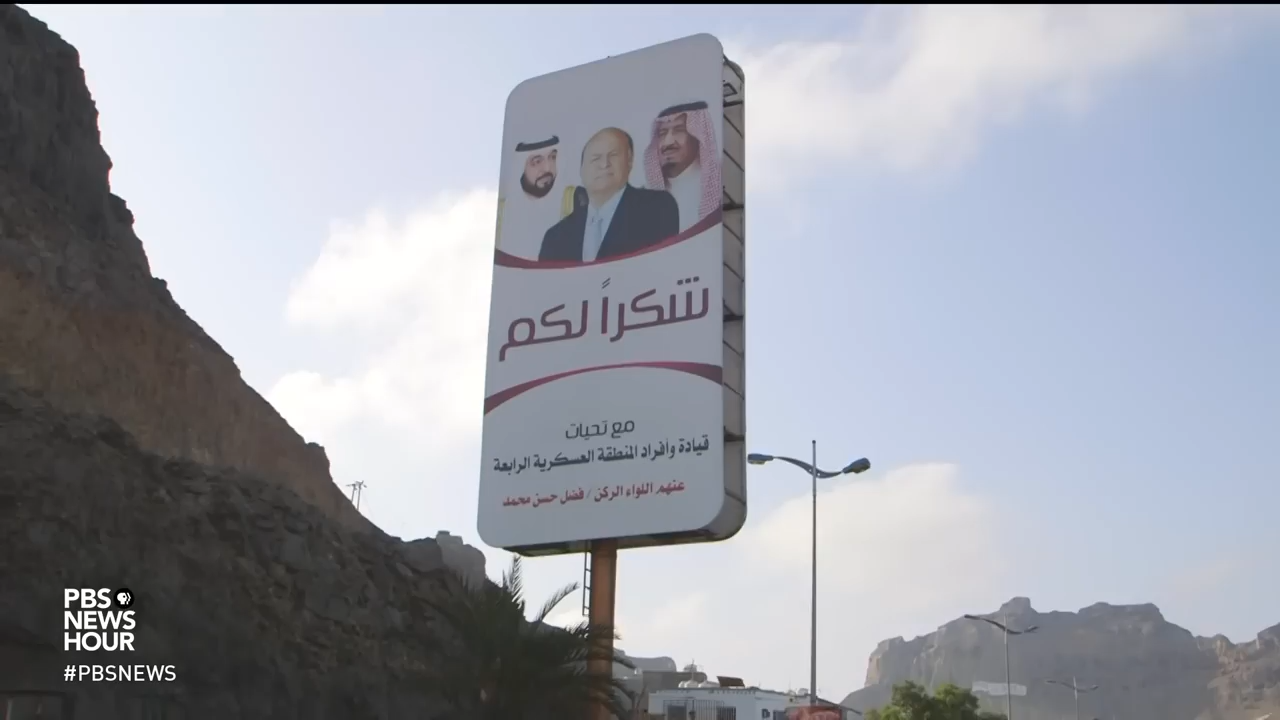 شكراً لكم
مع تحيات
قيادة وأفراد المنطقة العسكرية الرابعة
عنهم اللواء الركن / فضل حسن محمد
PBS
NEWS
HOUR
#PBSNEWS